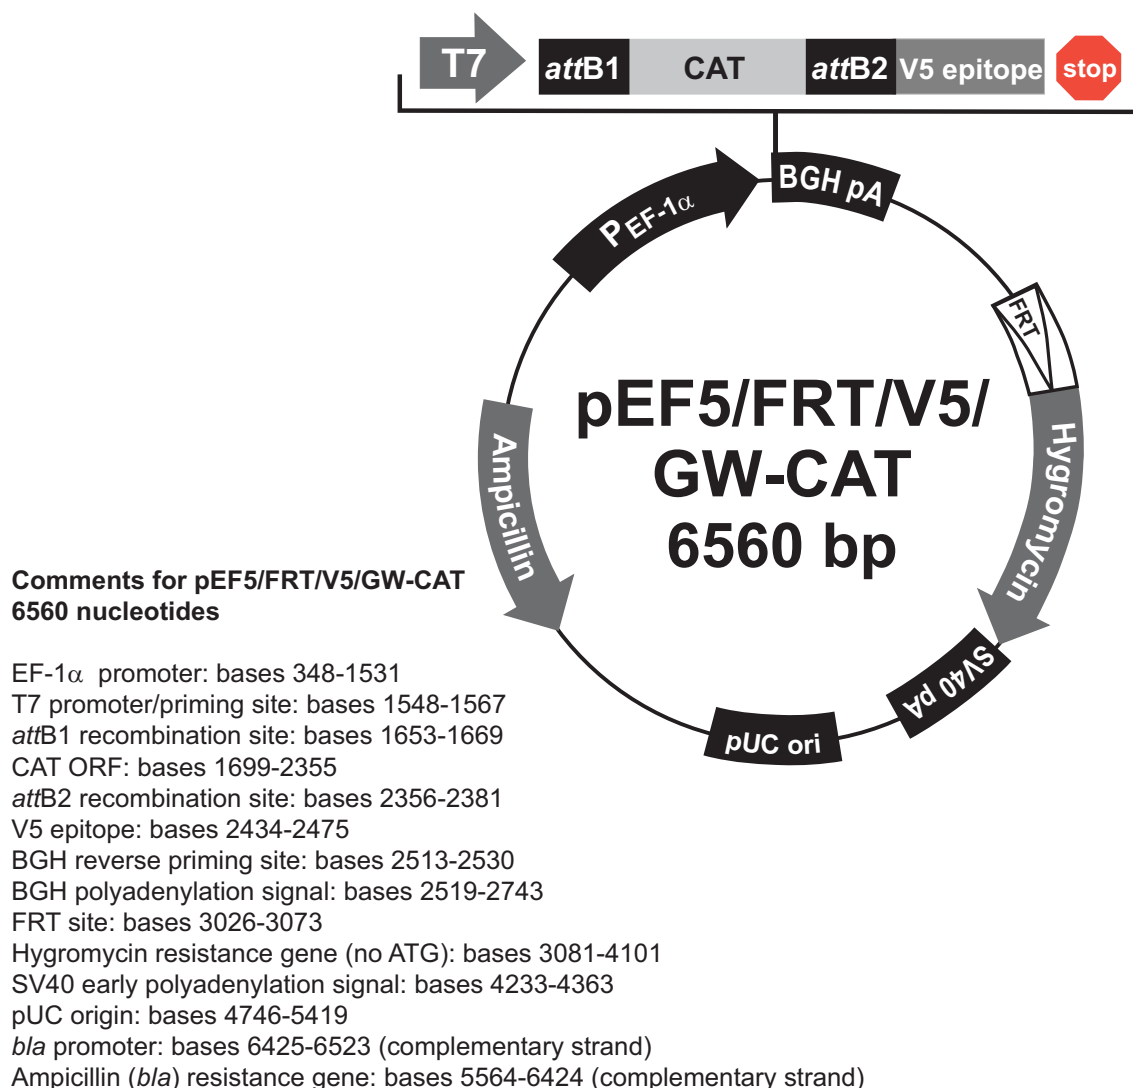 T7
attB1
CAT
attB2
V5 epitope
stop
PEF-1α
BGH pA
FRT
Hygromycin
SV40 pA
pUC ori
Ampicillin
pEF5/FRT/V5/
GW-CAT
6560 bp
Comments for pEF5/FRT/V5/GW-CAT
6560 nucleotides
EF-1α promoter: bases 348-1531
T7 promoter/priming site: bases 1548-1567
attB1 recombination site: bases 1653-1669
CAT ORF: bases 1699-2355
attB2 recombination site: bases 2356-2381
V5 epitope: bases 2434-2475
BGH reverse priming site: bases 2513-2530
BGH polyadenylation signal: bases 2519-2743
FRT site: bases 3026-3073
Hygromycin resistance gene (no ATG): bases 3081-4101
SV40 early polyadenylation signal: bases 4233-4363
pUC origin: bases 4746-5419
bla promoter: bases 6425-6523 (complementary strand)
Ampicillin (bla) resistance gene: bases 5564-6424 (complementary strand)